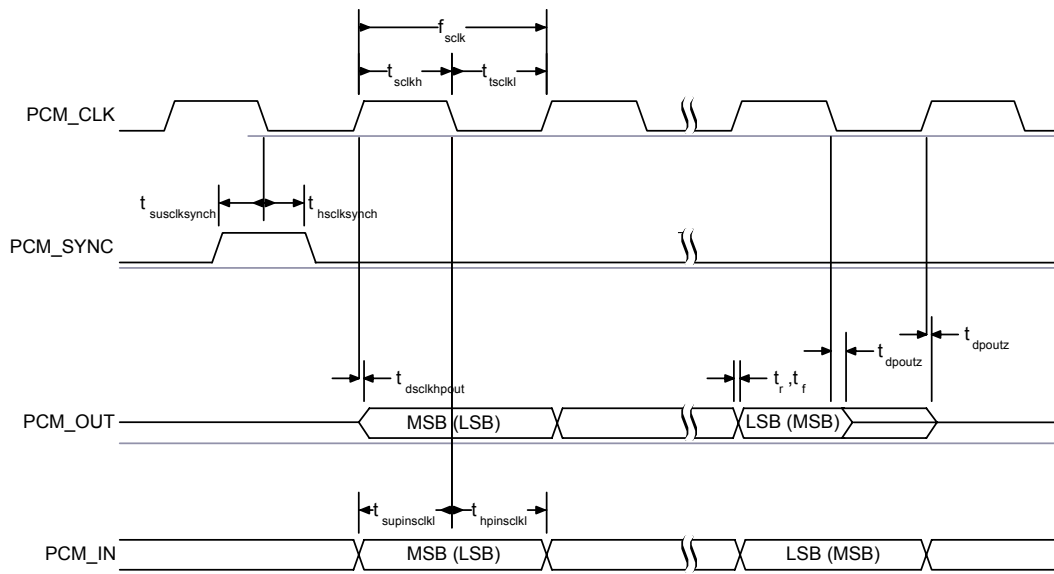 f sclk
t sclkh
t tsclkl
PCM_CLK
t susclksynch
t hsclksynch
PCM_SYNC
t dpoutz
t dpoutz
t dsclkhpout
t r ,t f
PCM_OUT
MSB (LSB)
LSB (MSB)
t supinsclkl
t hpinsclkl
PCM_IN
MSB (LSB)
LSB (MSB)